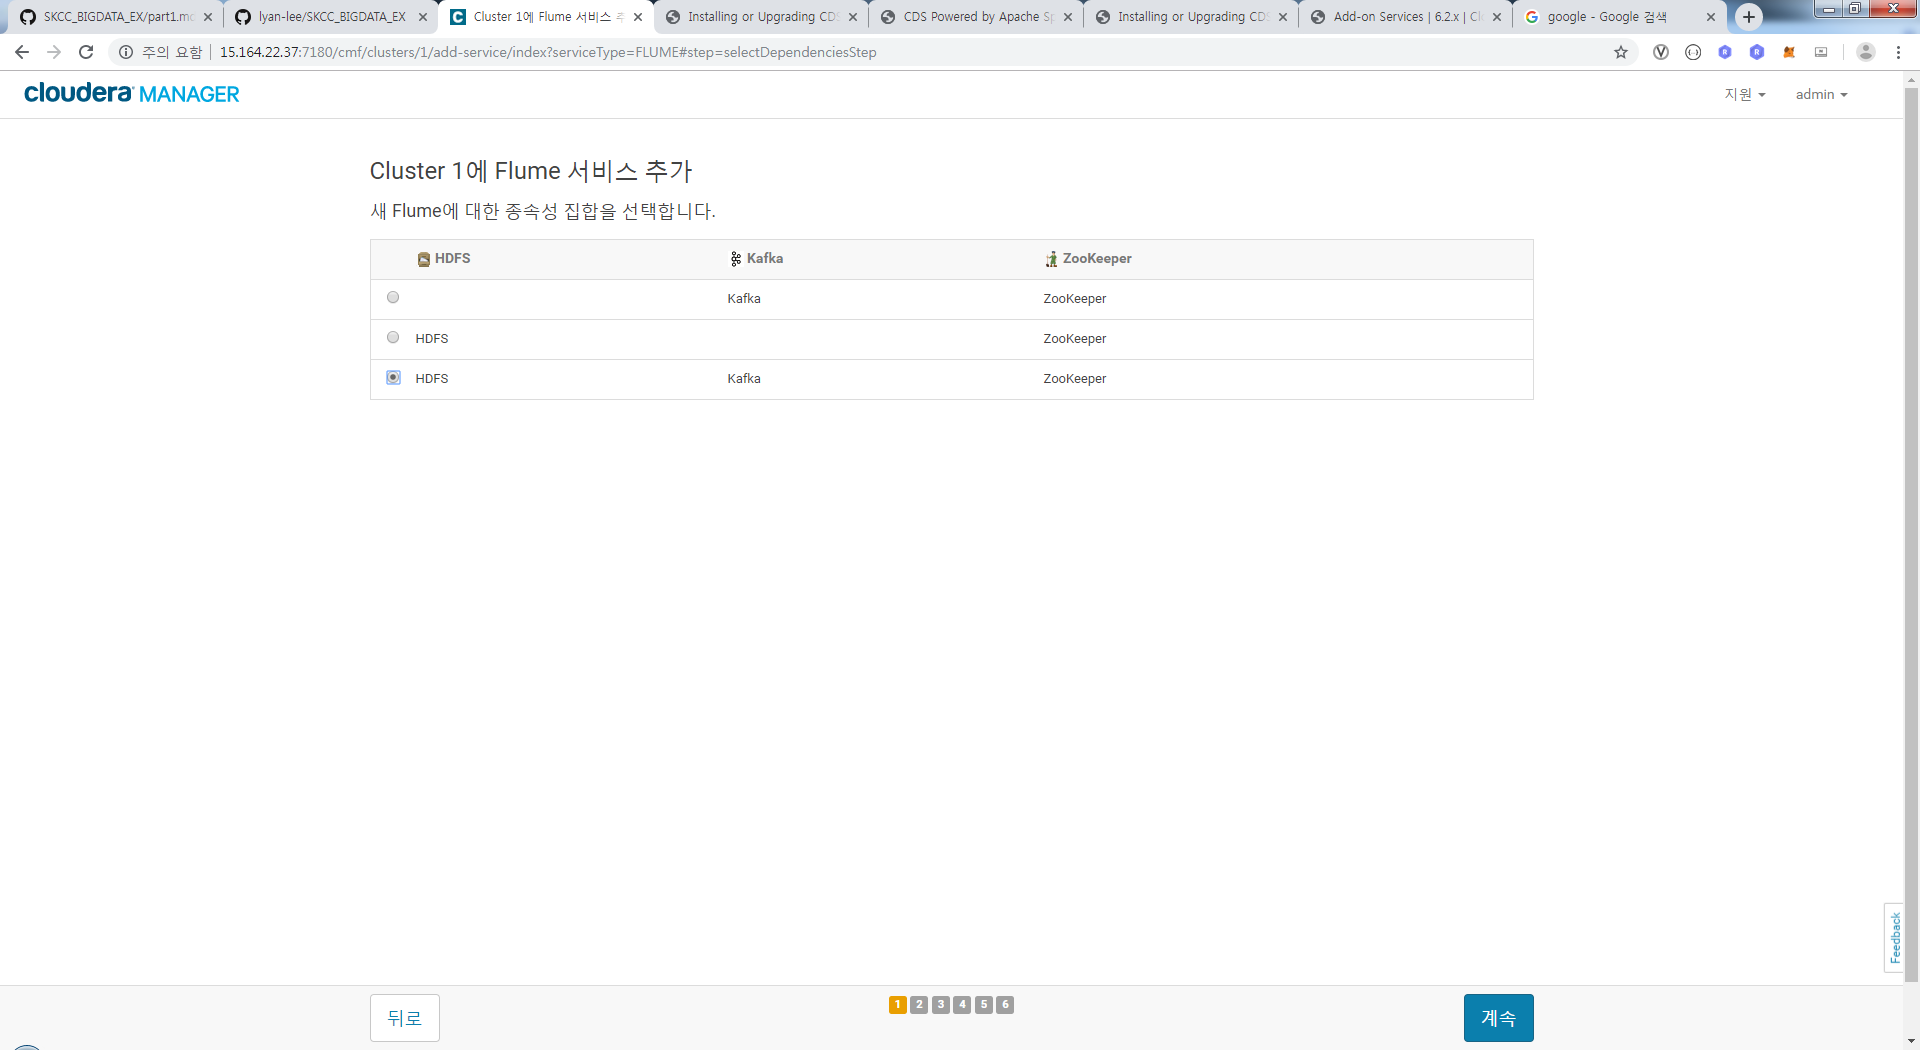 SKCC_BIGDATA_EX/part1.mc
lyan-lee/SKCC_BIGDATA_EX
Cluster 1에 Flume 서비스 추
Installing or Upgrading CDS
CDS Powered by Apache Sp
Installing or Upgrading CDS
Add-on Services | 6.2.x | Clo
google - Google 검색
주의 요함 | 15.164.22.37:7180/cmf/clusters/1/add-service/index?serviceType=FLUME#step=selectDependenciesStep
cloudera MANAGER
지원
admin
Cluster 1에 Flume 서비스 추가
새 Flume에 대한 종속성 집합을 선택합니다.
HDFS Kafka ZooKeeper
Kafka ZooKeeper
HDFS ZooKeeper
HDFS Kafka ZooKeeper
Feedback
뒤로
1 2 3 4 5 6
계속